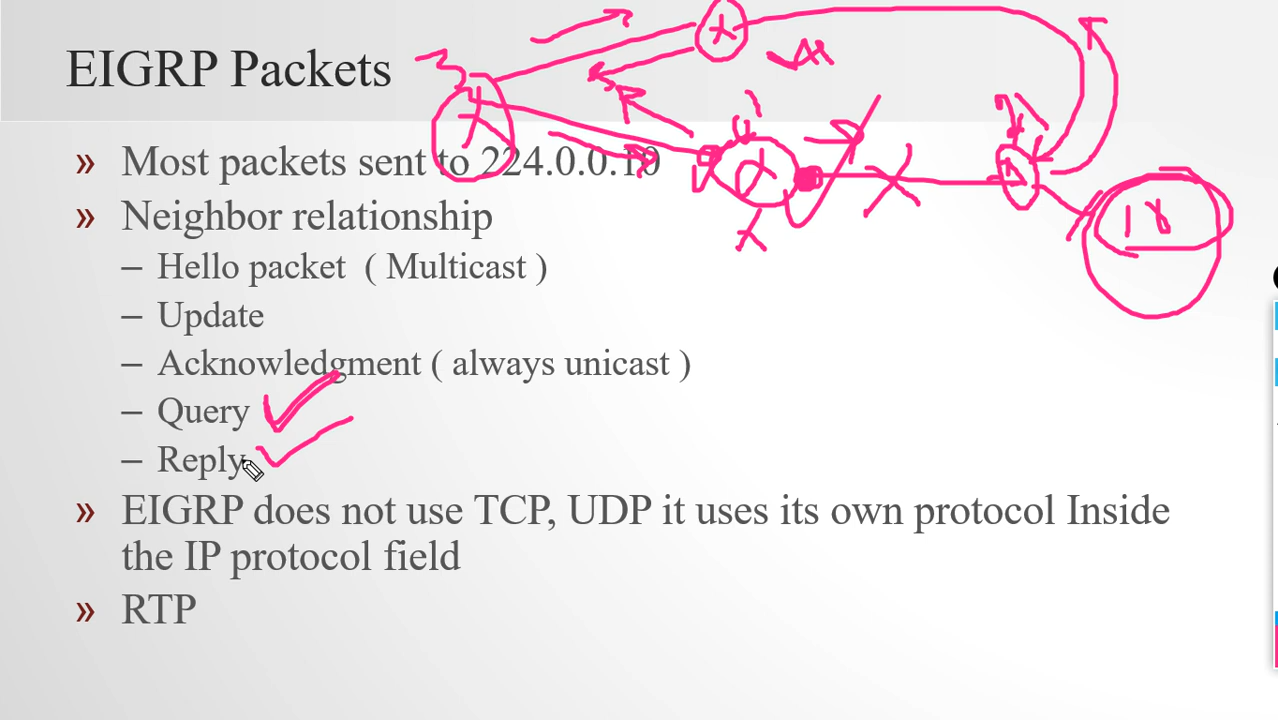 EIGRP Packets
» Most packets sent to 224.0.0.10
» Neighbor relationship
– Hello packet ( Multicast )
– Update
– Acknowledgment ( always unicast )
– Query
– Reply
» EIGRP does not use TCP, UDP it uses its own protocol Inside
the IP protocol field
» RTP